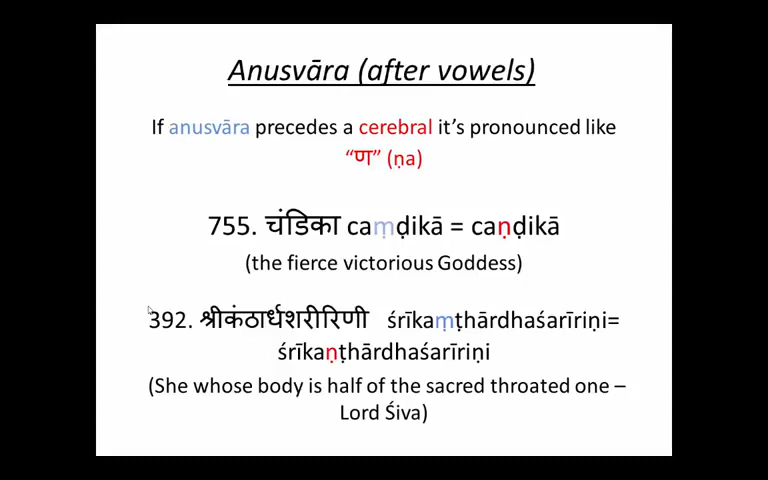 Anusvāra (after vowels)
If anusvāra precedes a cerebral it’s pronounced like
“ण” (ṇa)
755. चंडिका caṃḍikā = caṇḍikā
(the fierce victorious Goddess)
392. श्रीकंठार्धशरीरिणी śrīkaṃṭhārdhaśarīriṇi=
śrīkaṇṭhārdhaśarīriṇi
(She whose body is half of the sacred throated one –
Lord Śiva)